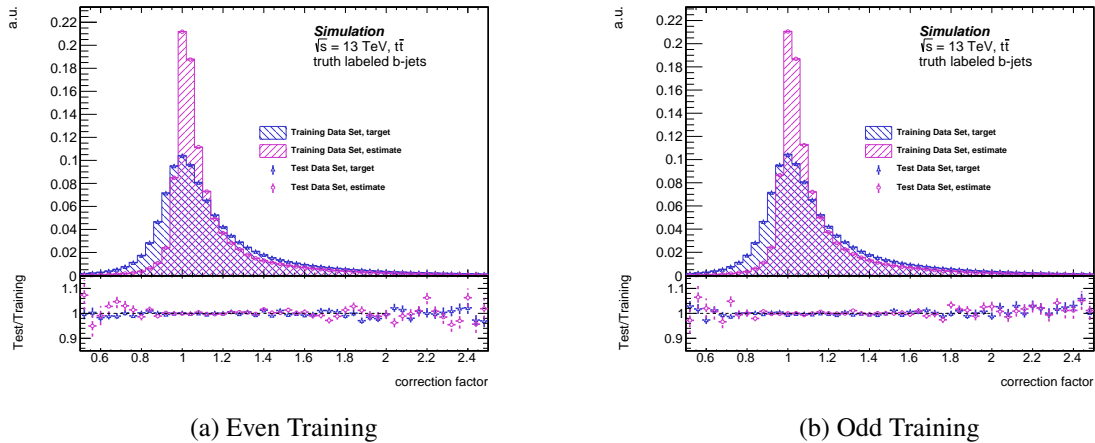 a.u.
0.22
0.2
0.18
0.16
0.14
0.12
0.1
0.08
0.06
0.04
0.02
0
Simulation
√s = 13 TeV, tt̄
truth labeled b-jets
Training Data Set, target
Training Data Set, estimate
Test Data Set, target
Test Data Set, estimate
Test/Training
1.1
1
0.9
0.6 0.8 1 1.2 1.4 1.6 1.8 2 2.2 2.4
correction factor
(a) Even Training
a.u.
0.22
0.2
0.18
0.16
0.14
0.12
0.1
0.08
0.06
0.04
0.02
0
Simulation
√s = 13 TeV, tt̄
truth labeled b-jets
Training Data Set, target
Training Data Set, estimate
Test Data Set, target
Test Data Set, estimate
Test/Training
1.1
1
0.9
0.6 0.8 1 1.2 1.4 1.6 1.8 2 2.2 2.4
correction factor
(b) Odd Training